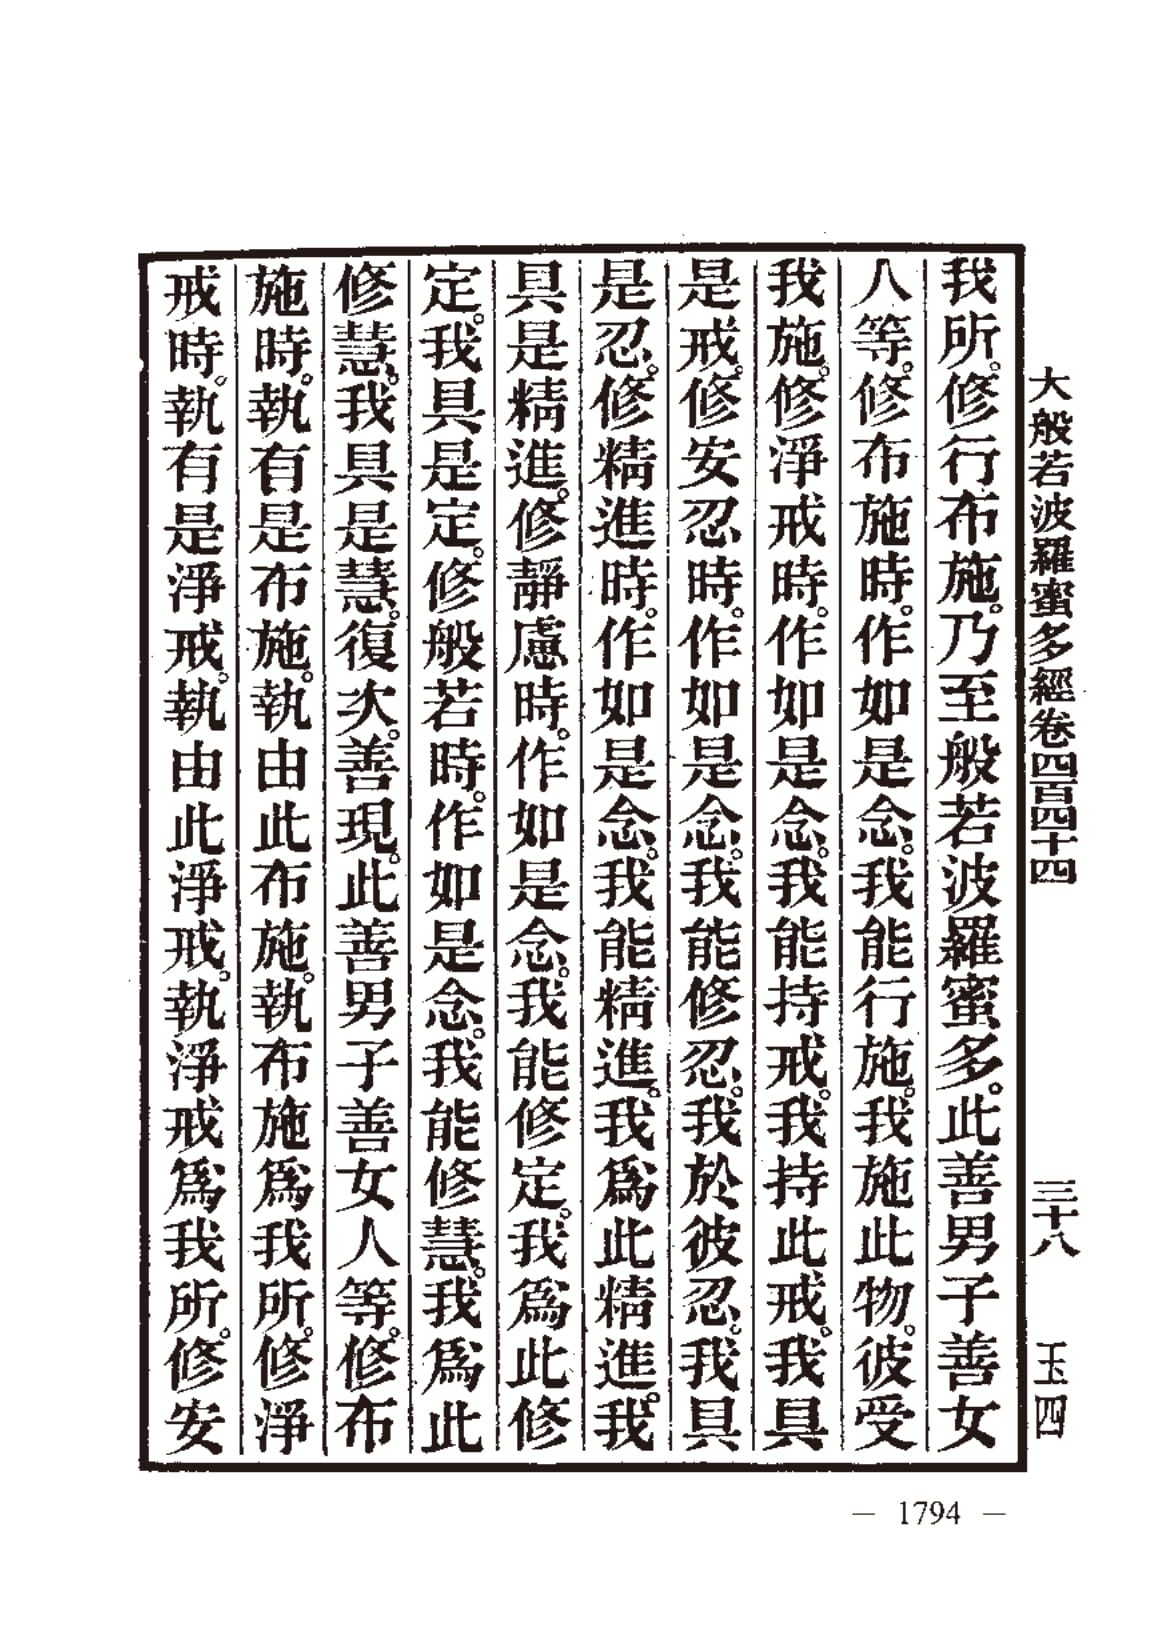 大般若波羅蜜多經卷四百四十四　三十八　玉四
我所。修行布施。乃至般若波羅蜜多。此善男子善女
人等。修布施時。作如是念。我能行施。我施此物。彼受
我施。修淨戒時。作如是念。我能持戒。我持此戒。我具
是戒。修安忍時。作如是念。我能修忍。我於彼忍。我具
是忍。修精進時。作如是念。我能精進。我爲此精進。我
具是精進。修靜慮時。作如是念。我能修定。我爲此修
定。我具是定。修般若時。作如是念。我能修慧。我爲此
修慧。我具是慧。復次。善現。此善男子善女人等。修布
施時。執有是布施。執由此布施。執布施爲我所。修淨
戒時。執有是淨戒。執由此淨戒。執淨戒爲我所。修安
— 1794 —